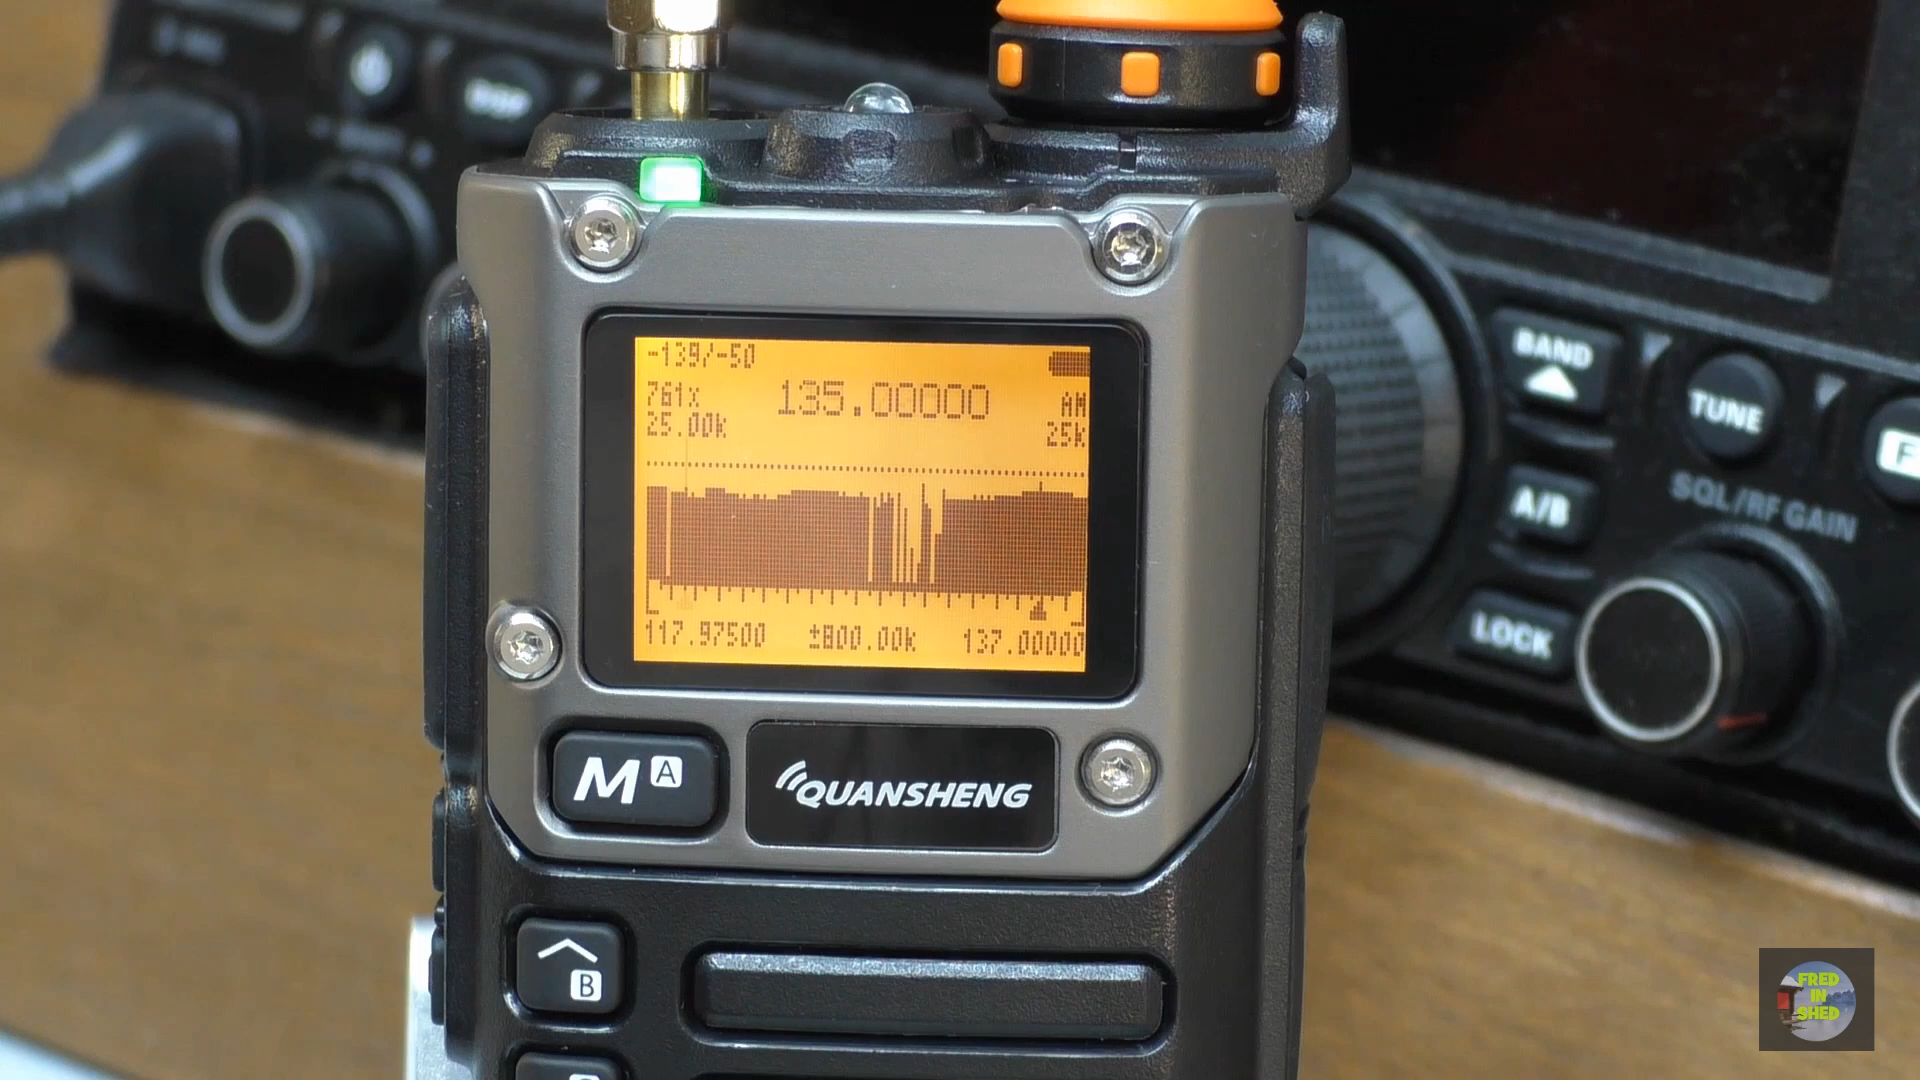 -139/-50
761x
135.00000
AM
25.00k
25k
117.97500
±800.00k
137.00000
M A
QUANSHENG
B
BAND
TUNE
A/B
SQL/RF GAIN
LOCK
FRED
IN
SHED